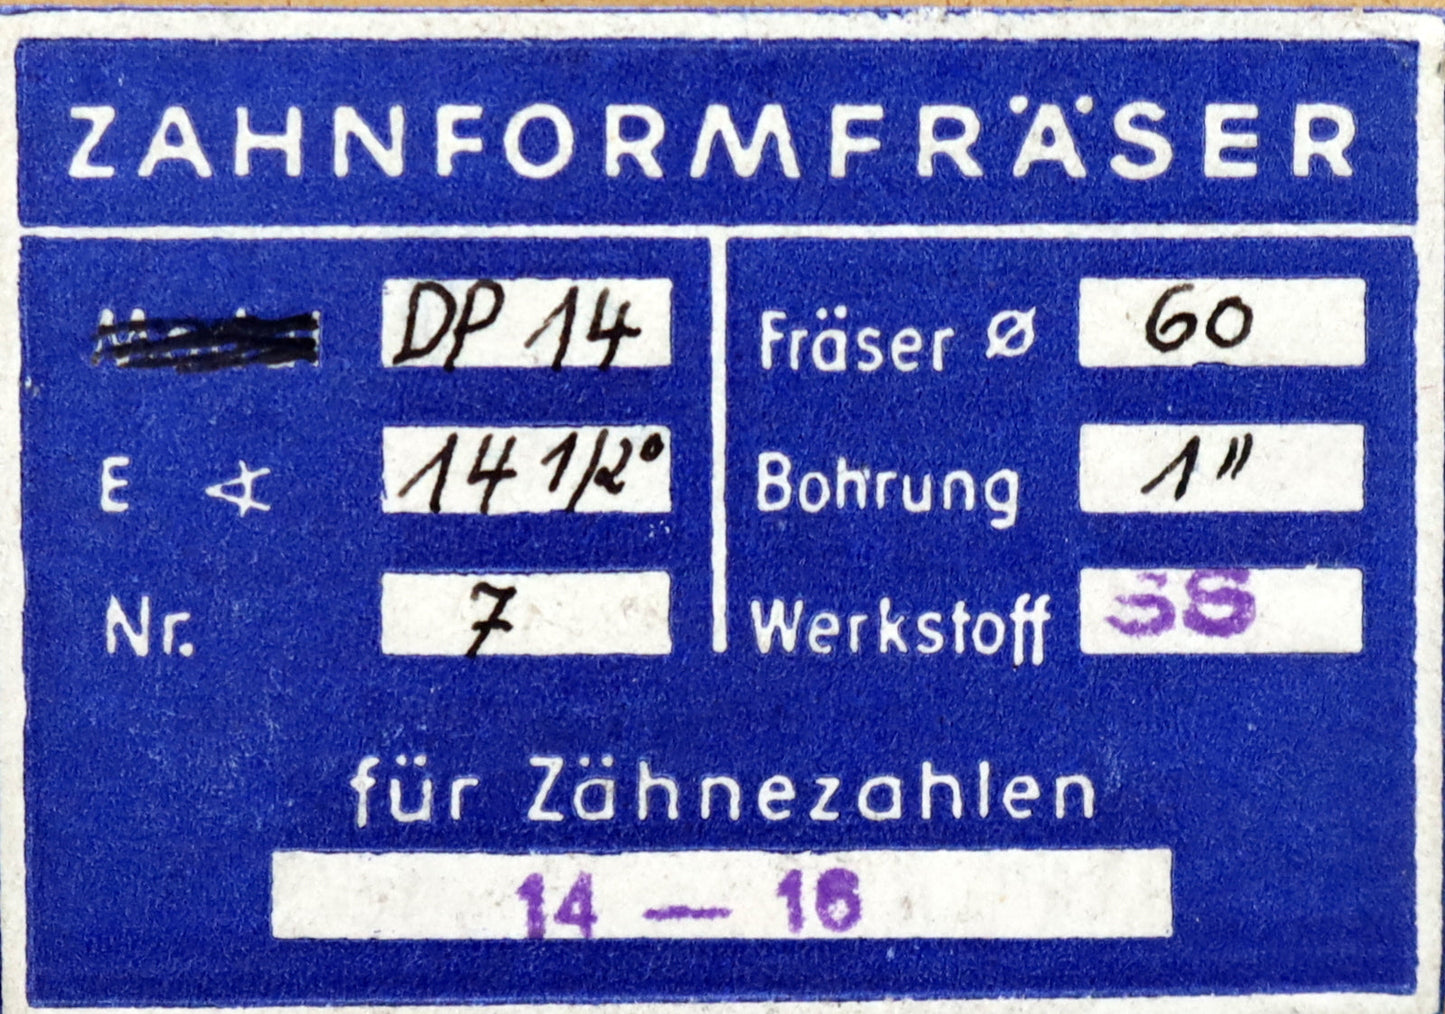 ZAHNFORMFRÄSER
DP 14
E ∢ 14 1/2°
Nr. 7
Fräser Ø 60
Bohrung 1"
Werkstoff SS
für Zähnezahlen
14 — 16